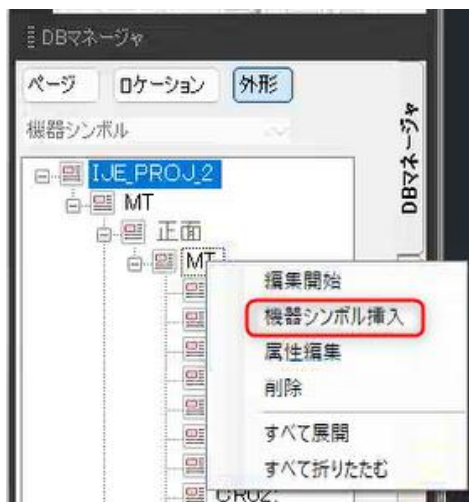 DBマネージャ
ページ ロケーション 外形
機器シンボル
IJE_PROJ_2
MT
正面
MT
編集開始
機器シンボル挿入
属性編集
削除
すべて展開
すべて折りたたむ
DBマネージャ